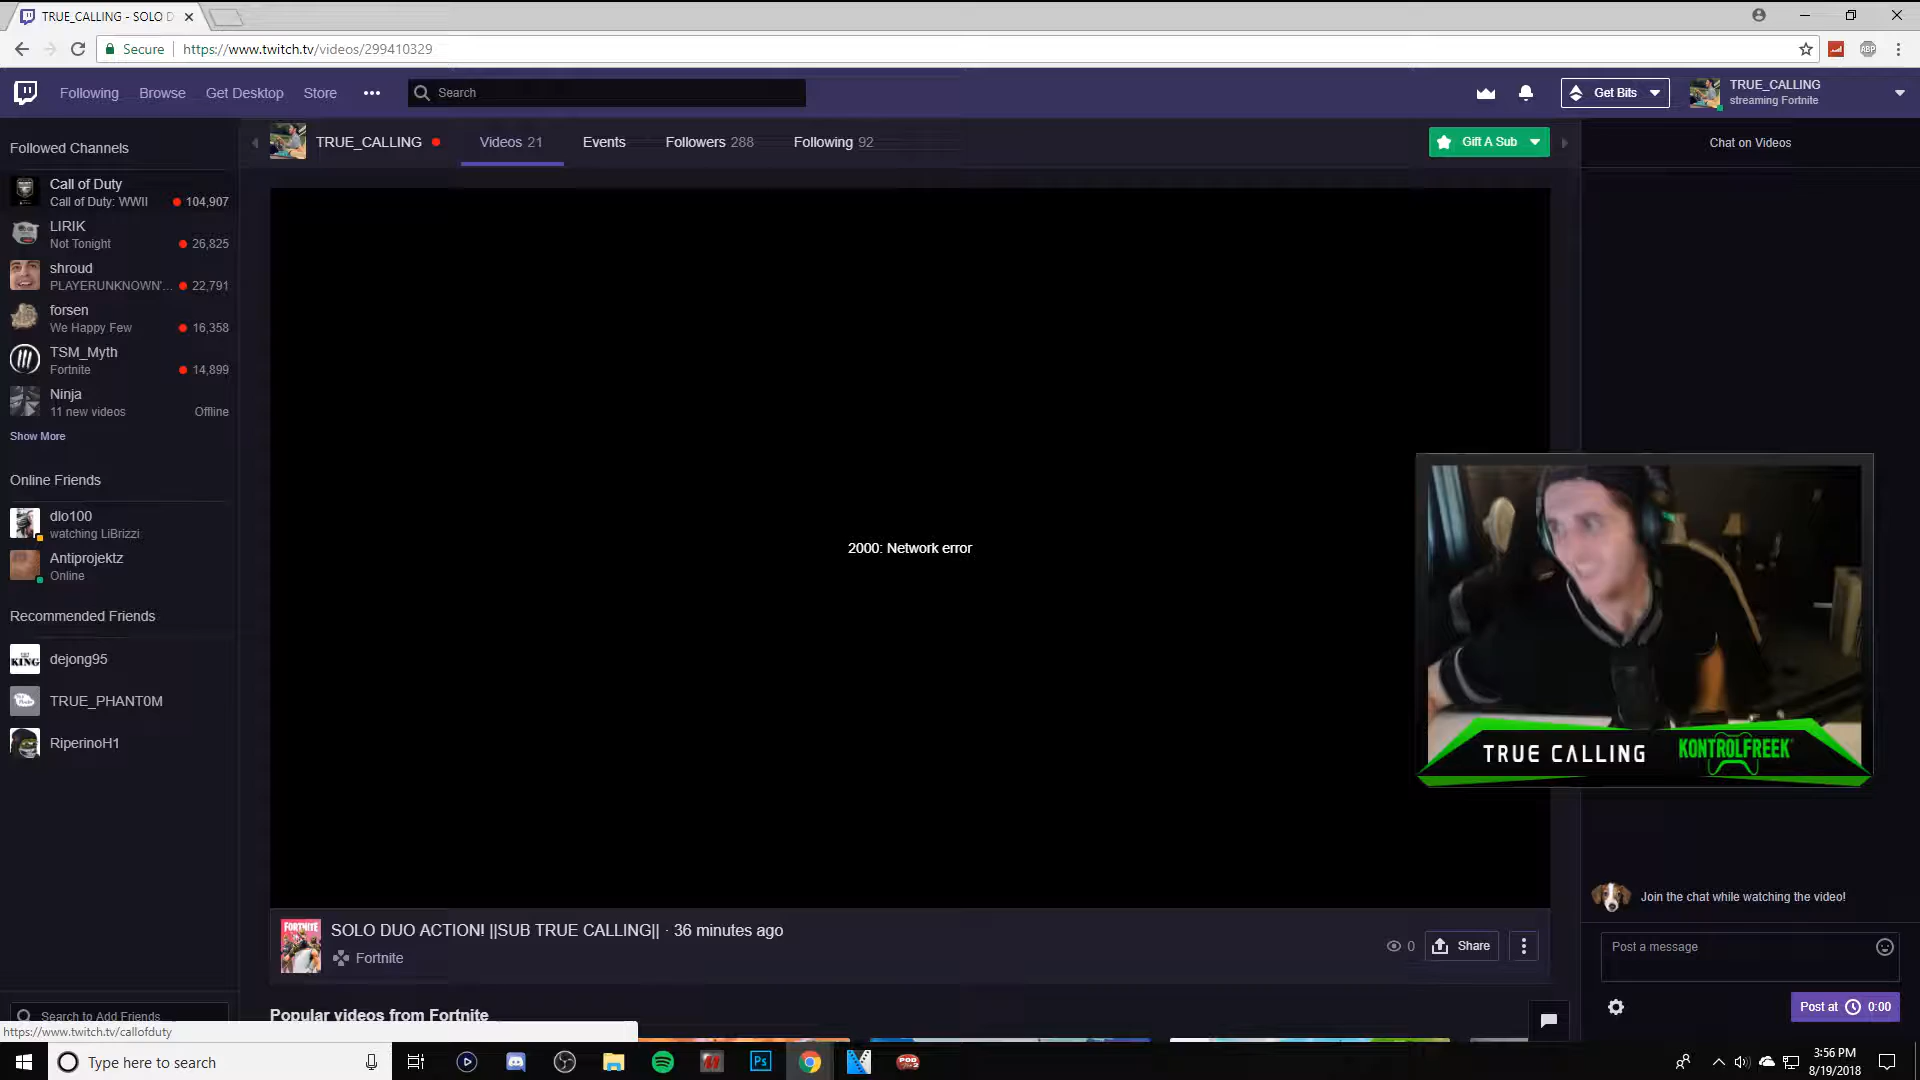 TRUE_CALLING - SOLO D
Secure
https://www.twitch.tv/videos/299410329
ABP
Following
Browse
Get Desktop
Store
Search
Get Bits
TRUE_CALLING
streaming Fortnite
Followed Channels
Call of Duty
Call of Duty: WWII
104,907
LIRIK
Not Tonight
26,825
shroud
PLAYERUNKNOWN'...
22,791
forsen
We Happy Few
16,358
TSM_Myth
Fortnite
14,899
Ninja
11 new videos
Offline
Show More
Online Friends
dlo100
watching LiBrizzi
Antiprojektz
Online
Recommended Friends
KING
dejong95
TRUE_PHANT0M
RiperinoH1
Search to Add Friends
https://www.twitch.tv/callofduty
TRUE_CALLING
Videos 21
Events
Followers 288
Following 92
Gift A Sub
2000: Network error
FORTNITE
SOLO DUO ACTION! ||SUB TRUE CALLING|| · 36 minutes ago
Fortnite
0
Share
Popular videos from Fortnite
Chat on Videos
TRUE CALLING
KONTROLFREEK
Join the chat while watching the video!
Post a message
Post at 0:00
Type here to search
Ps
3:56 PM
8/19/2018